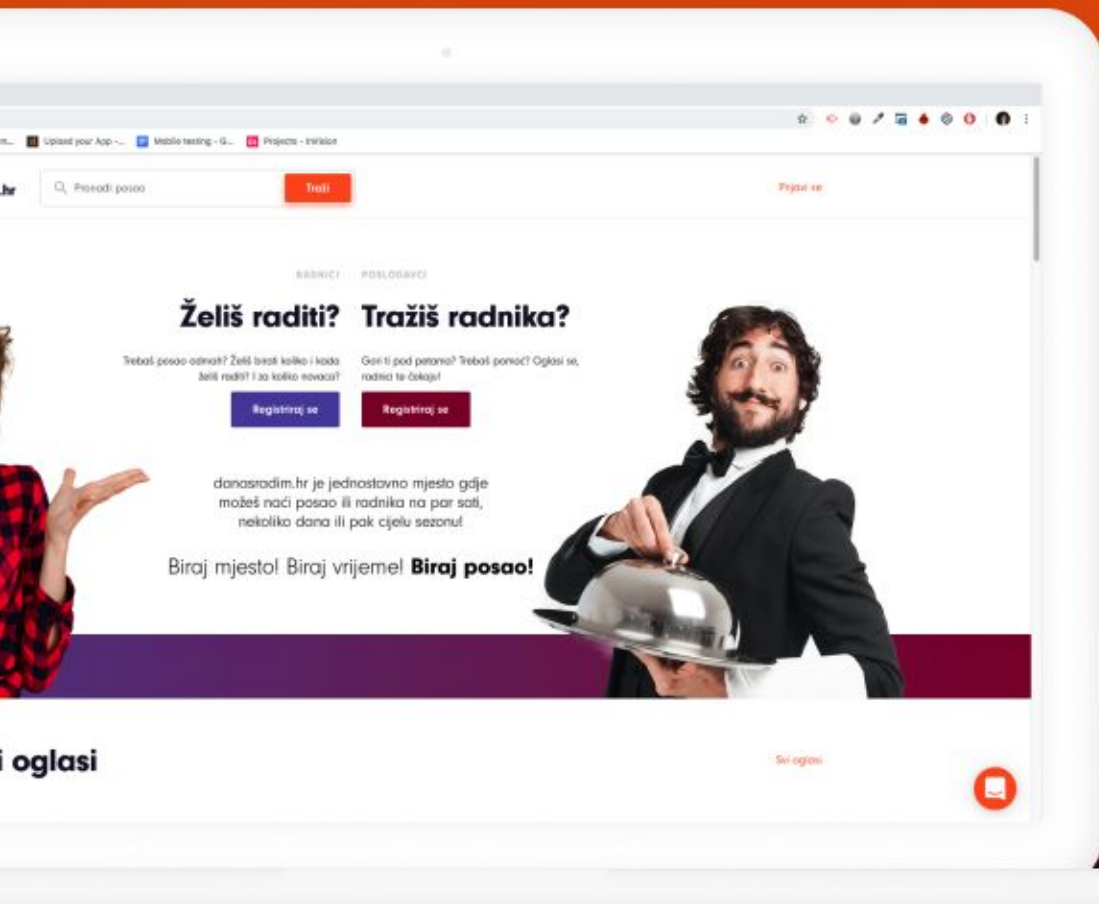 Upload your App -...
Mobile testing - G...
Projects - InVision
.hr
Pronađi posao
Traži
Prijavi se
RADNICI
POSLODAVCI
Želiš raditi?
Tražiš radnika?
Trebaš posao odmah? Želiš birati koliko i kada
želiš raditi? I za koliko novaca?
Gori ti pod petama? Trebaš pomoć? Oglasi se,
radnici te čekaju!
Registriraj se
Registriraj se
danasradim.hr je jednostavno mjesto gdje
možeš naći posao ili radnika na par sati,
nekoliko dana ili pak cijelu sezonu!
Biraj mjesto! Biraj vrijeme! Biraj posao!
i oglasi
Svi oglasi